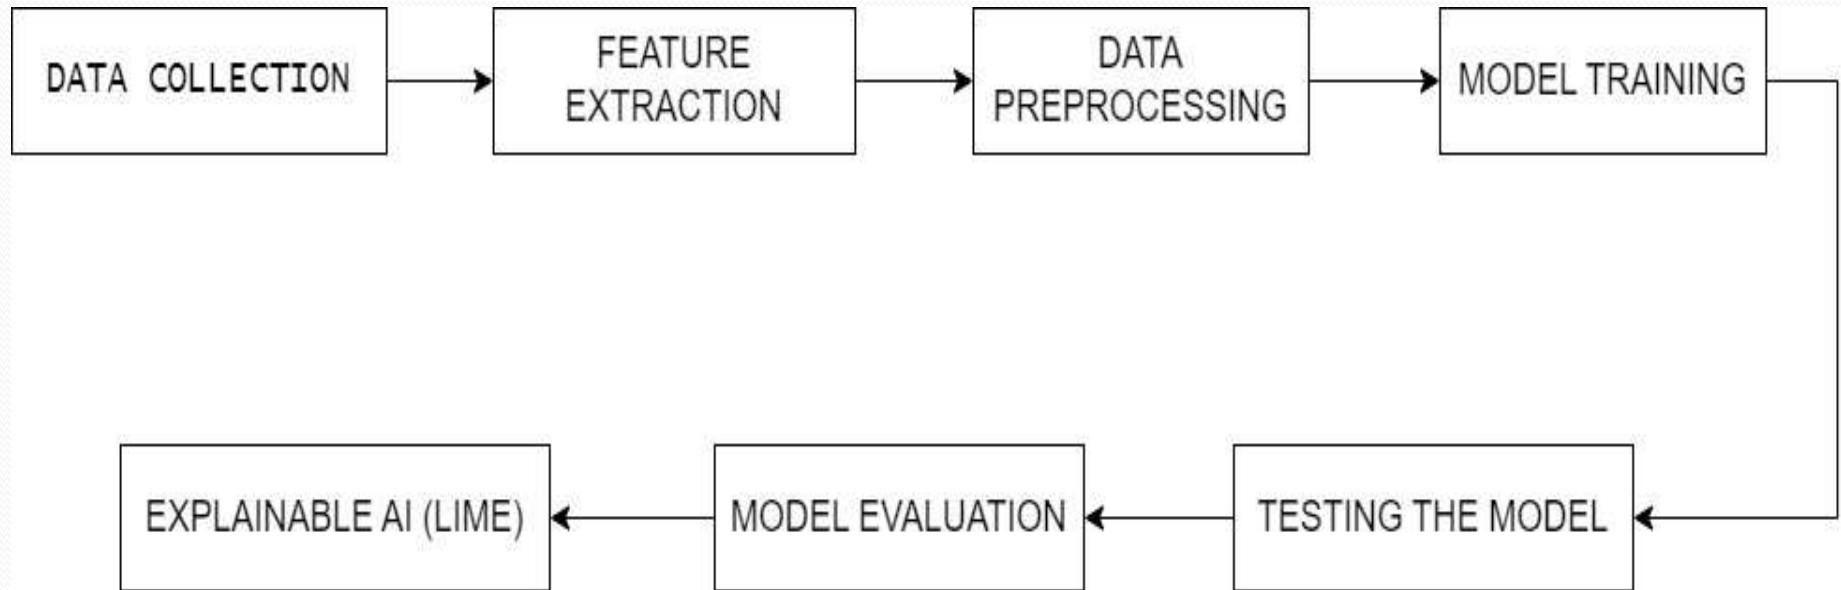 DATA COLLECTION
FEATURE
EXTRACTION
DATA
PREPROCESSING
MODEL TRAINING
TESTING THE MODEL
MODEL EVALUATION
EXPLAINABLE AI (LIME)